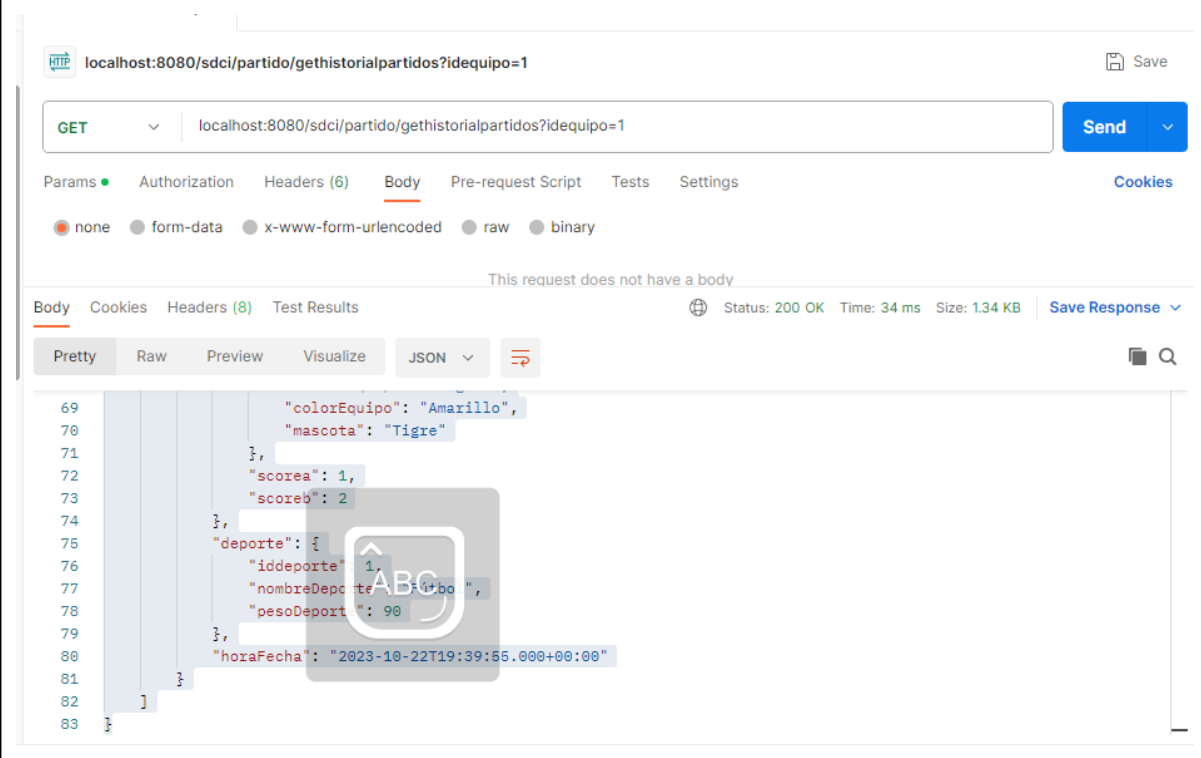 HTTP localhost:8080/sdci/partido/gethistorialpartidos?idequipo=1 Save
GET localhost:8080/sdci/partido/gethistorialpartidos?idequipo=1 Send
Params Authorization Headers (6) Body Pre-request Script Tests Settings Cookies
none form-data x-www-form-urlencoded raw binary
This request does not have a body
Body Cookies Headers (8) Test Results Status: 200 OK Time: 34 ms Size: 1.34 KB Save Response
Pretty Raw Preview Visualize JSON
69 "colorEquipo": "Amarillo",
70 "mascota": "Tigre"
71 },
72 "scorea": 1,
73 "scoreb": 2
74 },
75 "deporte": {
76 "iddeporte": 1,
77 "nombreDeporte": "Fútbol",
78 "pesoDeporte": 90
79 },
80 "horaFecha": "2023-10-22T19:39:55.000+00:00"
81 }
82 ]
83 }
ABC